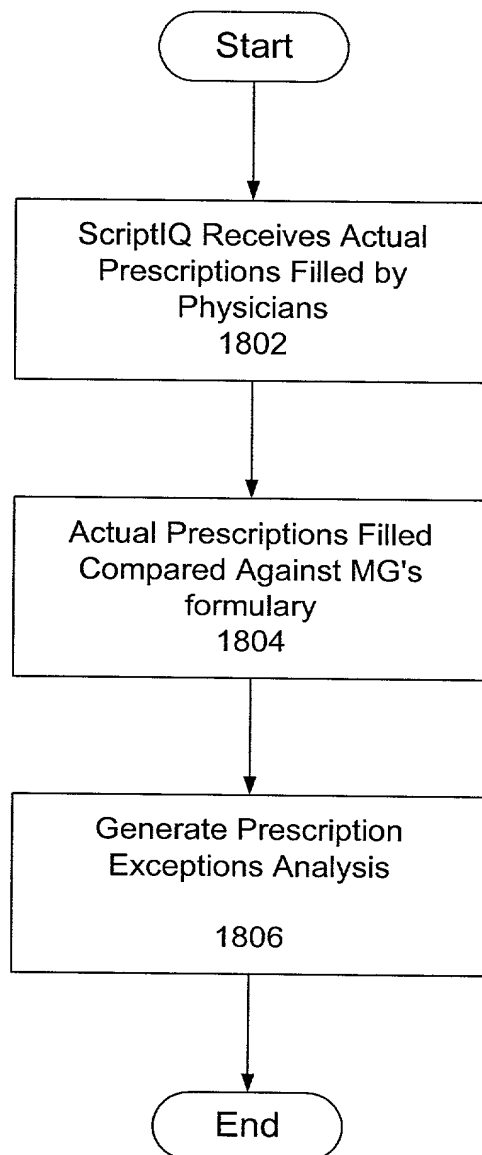 Start
ScriptIQ Receives Actual
Prescriptions Filled by
Physicians
1802
Actual Prescriptions Filled
Compared Against MG's
formulary
1804
Generate Prescription
Exceptions Analysis
1806
End